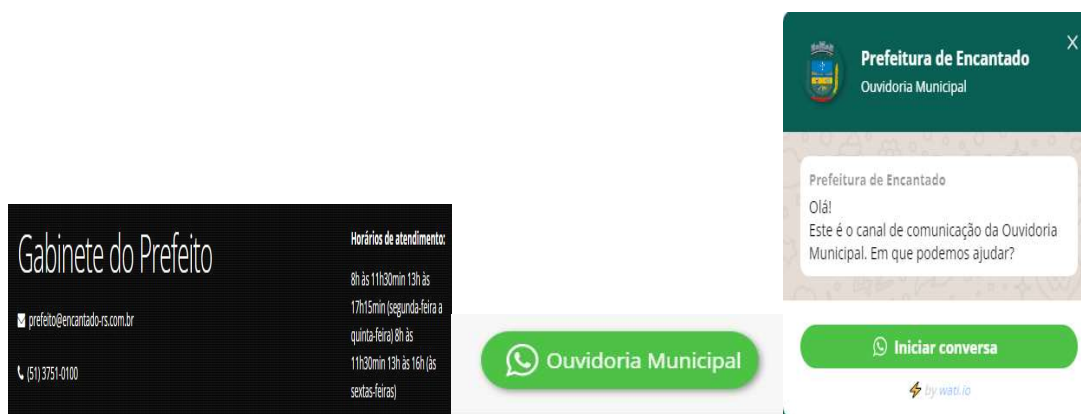 Gabinete do Prefeito
prefeito@encantado-rs.com.br
(51) 3751-0100
Horários de atendimento:
8h às 11h30min 13h às
17h15min (segunda-feira a
quinta-feira) 8h às
11h30min 13h às 16h (às
sextas-feiras)
Ouvidoria Municipal
X
Prefeitura de Encantado
Ouvidoria Municipal
Prefeitura de Encantado
Olá!
Este é o canal de comunicação da Ouvidoria
Municipal. Em que podemos ajudar?
Iniciar conversa
by wati.io